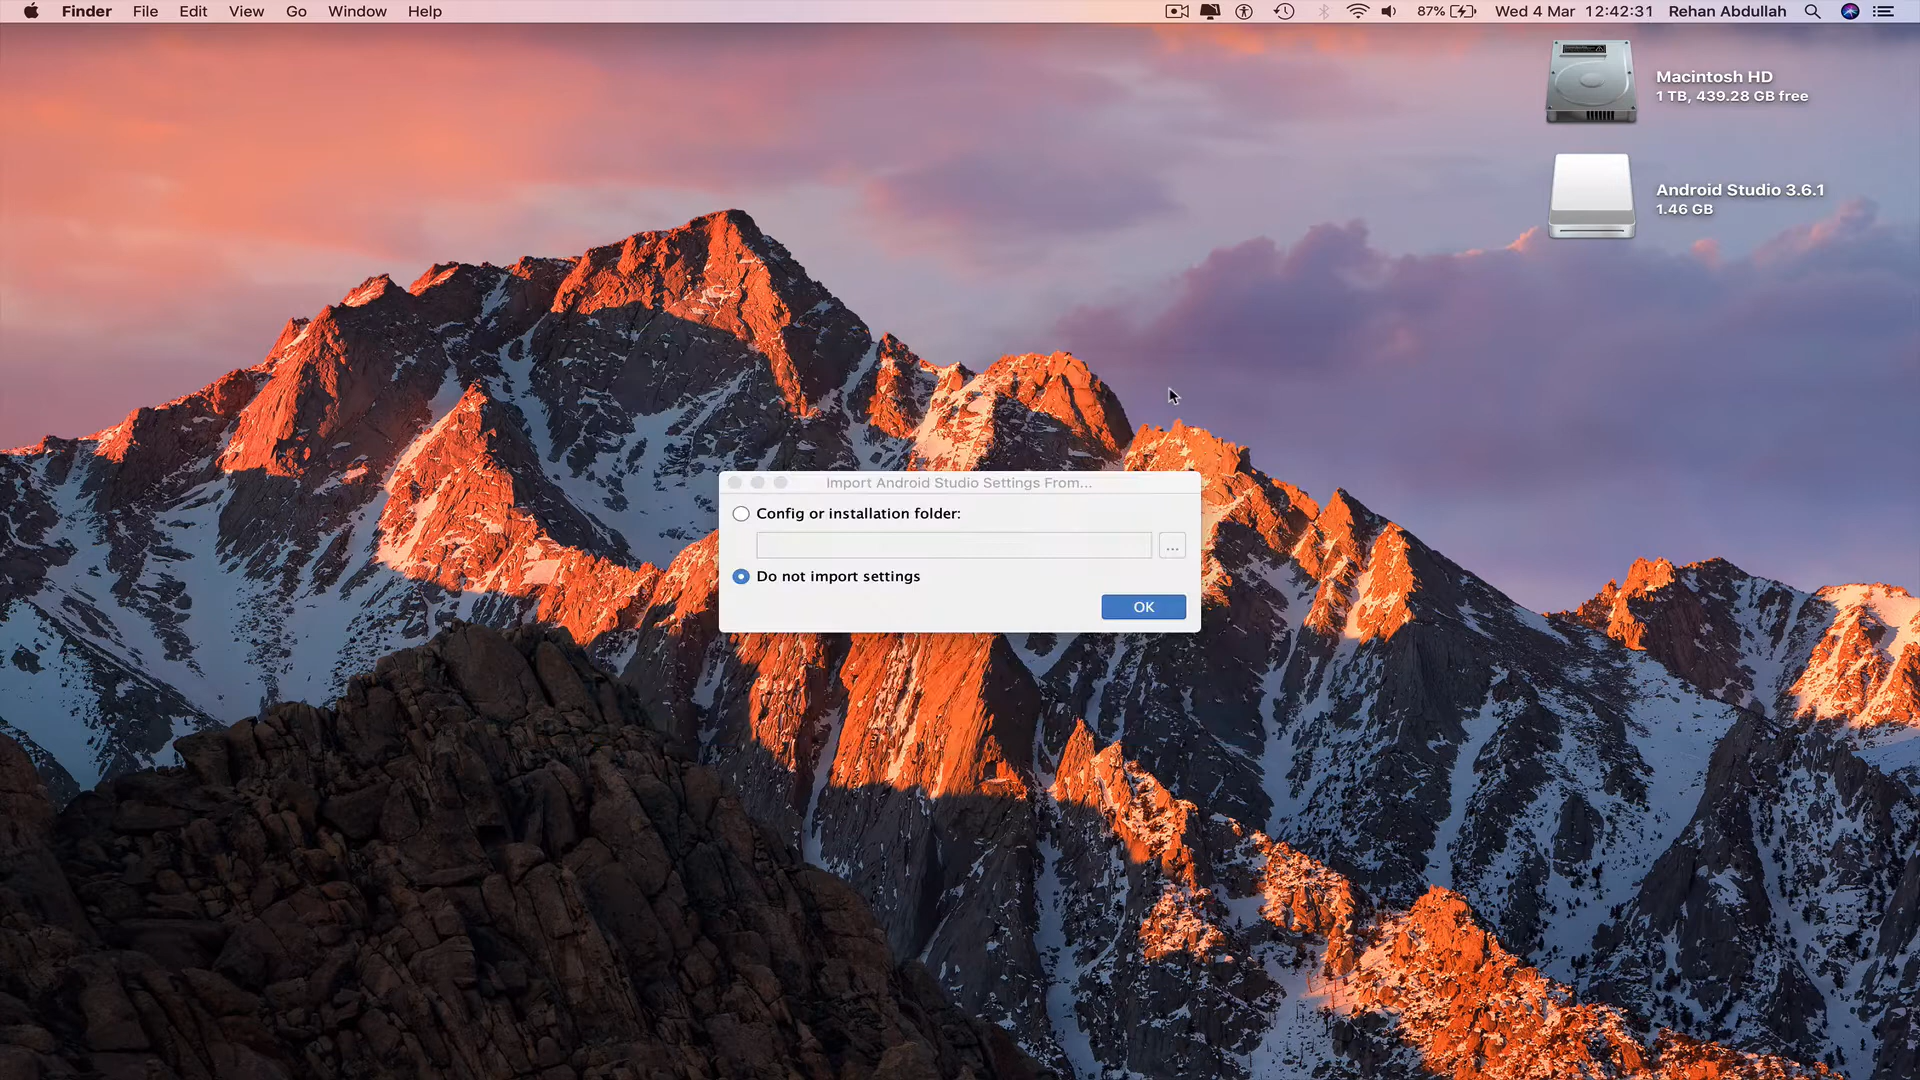 Finder File Edit View Go Window Help
87% Wed 4 Mar 12:42:31 Rehan Abdullah
Macintosh HD
1 TB, 439.28 GB free
Android Studio 3.6.1
1.46 GB
Import Android Studio Settings From...
Config or installation folder:
...
Do not import settings
OK